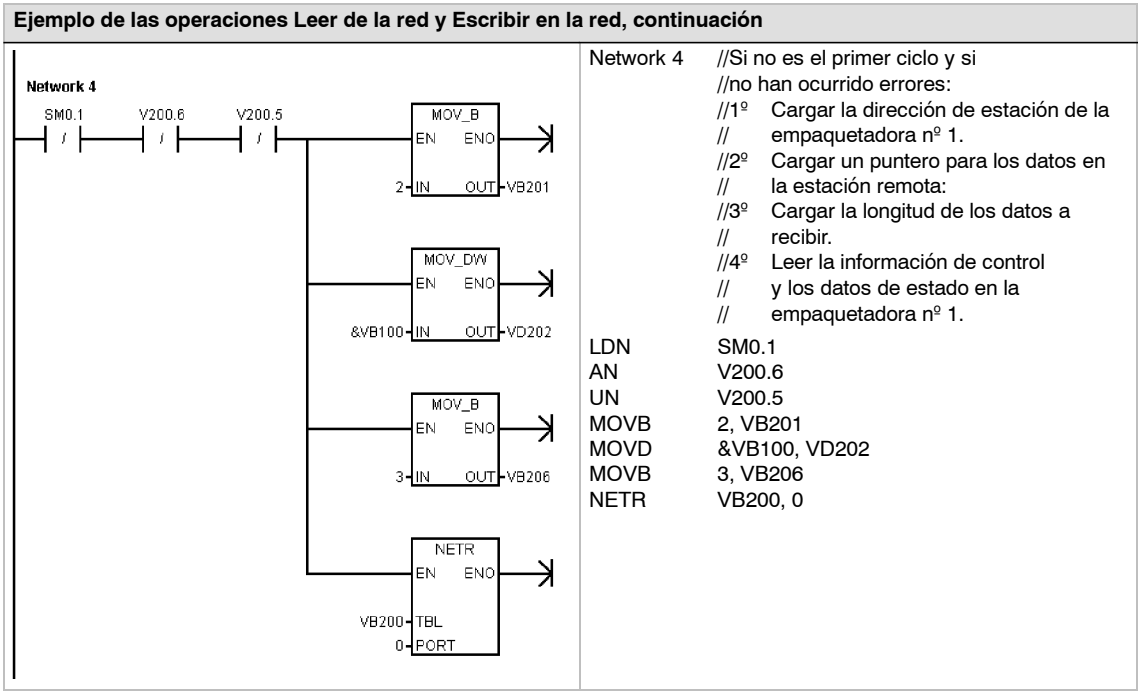 Ejemplo de las operaciones Leer de la red y Escribir en la red, continuación
Network 4
SM0.1 V200.6 V200.5
/ / /
MOV_B
EN ENO
2 IN OUT VB201
MOV_DW
EN ENO
&VB100 IN OUT VD202
MOV_B
EN ENO
3 IN OUT VB206
NETR
EN ENO
VB200 TBL
0 PORT
Network 4 //Si no es el primer ciclo y si
//no han ocurrido errores:
//1º Cargar la dirección de estación de la
// empaquetadora nº 1.
//2º Cargar un puntero para los datos en
// la estación remota:
//3º Cargar la longitud de los datos a
// recibir.
//4º Leer la información de control
// y los datos de estado en la
// empaquetadora nº 1.
LDN SM0.1
AN V200.6
UN V200.5
MOVB 2, VB201
MOVD &VB100, VD202
MOVB 3, VB206
NETR VB200, 0